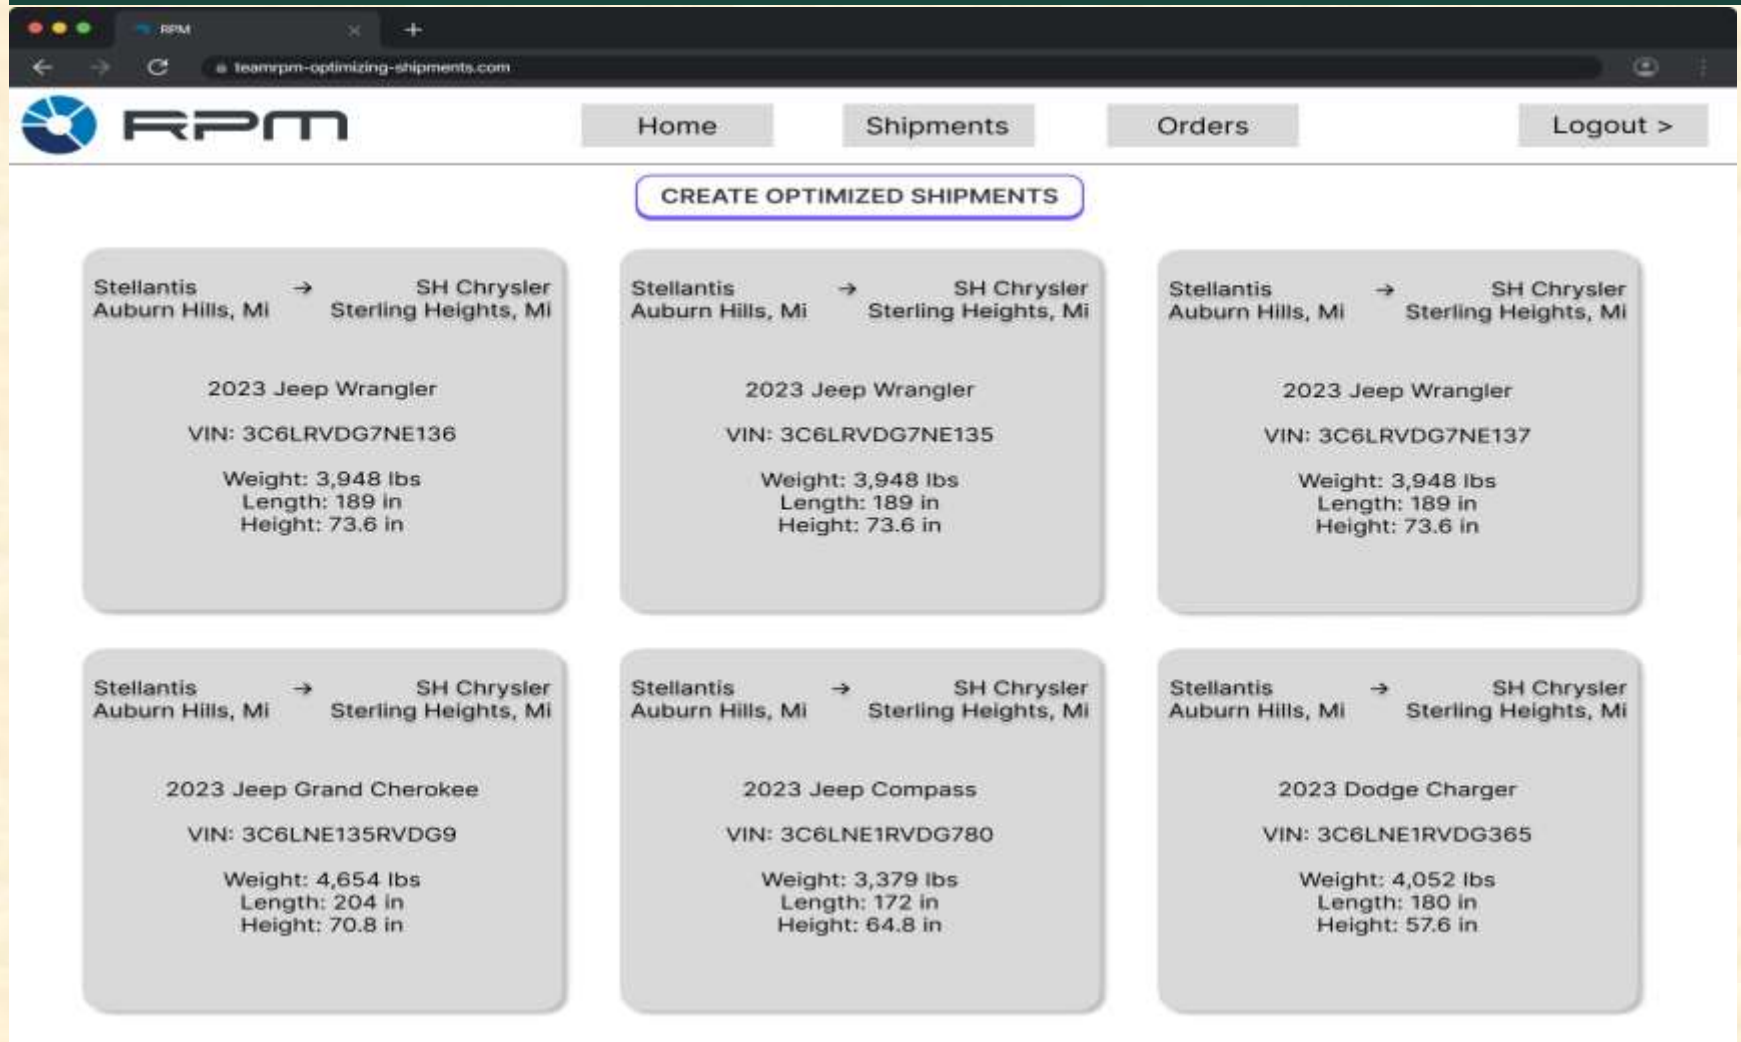 RPM
teamrpm-optimizing-shipments.com
RPM
Home
Shipments
Orders
Logout >
CREATE OPTIMIZED SHIPMENTS
Stellantis → SH Chrysler
Auburn Hills, Mi Sterling Heights, Mi
2023 Jeep Wrangler
VIN: 3C6LRVDG7NE136
Weight: 3,948 lbs
Length: 189 in
Height: 73.6 in
Stellantis → SH Chrysler
Auburn Hills, Mi Sterling Heights, Mi
2023 Jeep Wrangler
VIN: 3C6LRVDG7NE135
Weight: 3,948 lbs
Length: 189 in
Height: 73.6 in
Stellantis → SH Chrysler
Auburn Hills, Mi Sterling Heights, Mi
2023 Jeep Wrangler
VIN: 3C6LRVDG7NE137
Weight: 3,948 lbs
Length: 189 in
Height: 73.6 in
Stellantis → SH Chrysler
Auburn Hills, Mi Sterling Heights, Mi
2023 Jeep Grand Cherokee
VIN: 3C6LNE135RVDG9
Weight: 4,654 lbs
Length: 204 in
Height: 70.8 in
Stellantis → SH Chrysler
Auburn Hills, Mi Sterling Heights, Mi
2023 Jeep Compass
VIN: 3C6LNE1RVDG780
Weight: 3,379 lbs
Length: 172 in
Height: 64.8 in
Stellantis → SH Chrysler
Auburn Hills, Mi Sterling Heights, Mi
2023 Dodge Charger
VIN: 3C6LNE1RVDG365
Weight: 4,052 lbs
Length: 180 in
Height: 57.6 in